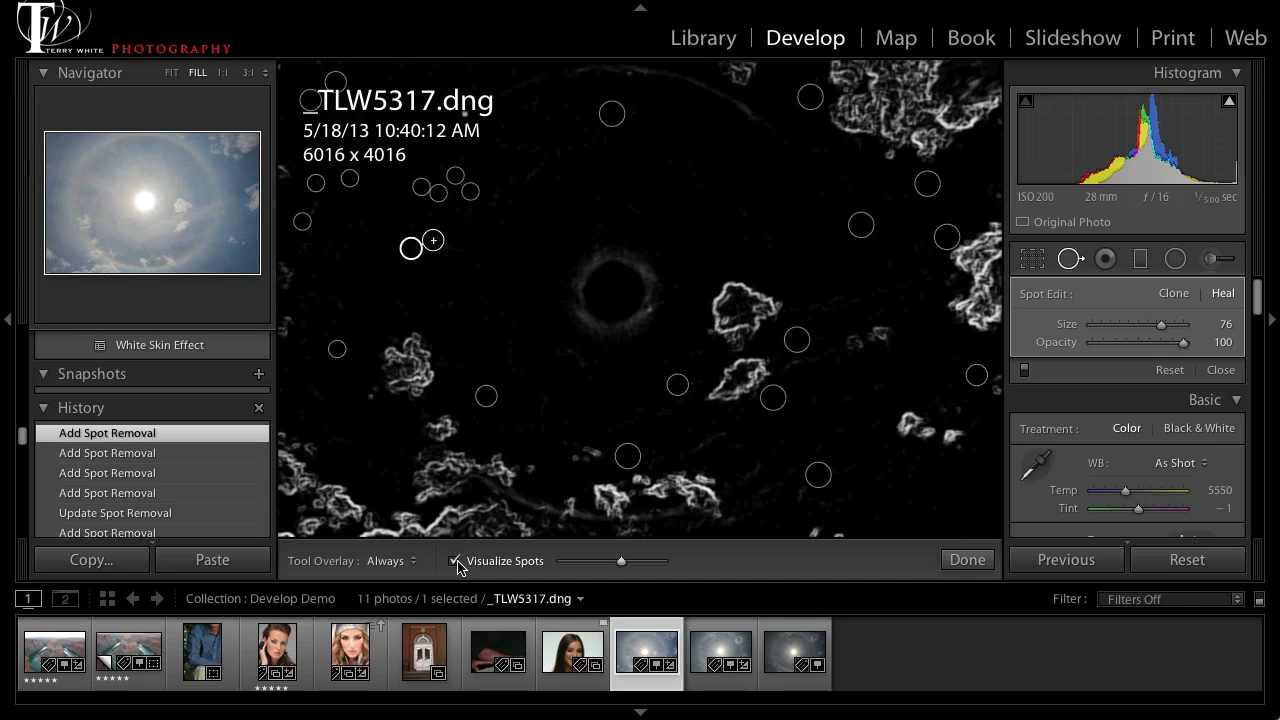 TW
TERRY WHITE PHOTOGRAPHY
Library | Develop | Map | Book | Slideshow | Print | Web
Navigator FIT FILL 1:1 3:1
_TLW5317.dng
5/18/13 10:40:12 AM
6016 x 4016
White Skin Effect
Snapshots +
History
Add Spot Removal
Add Spot Removal
Add Spot Removal
Add Spot Removal
Update Spot Removal
Add Spot Removal
Copy... Paste
Tool Overlay : Always Visualize Spots Done
Histogram
ISO 200 28 mm ƒ / 16 1/500 sec
Original Photo
Spot Edit : Clone | Heal
Size 76
Opacity 100
Reset Close
Basic
Treatment : Color | Black & White
WB: As Shot
Temp 5550
Tint – 1
Previous Reset
1 2 Collection : Develop Demo 11 photos / 1 selected / _TLW5317.dng Filter : Filters Off
★★★★★ ★★★★★ ★★★★★